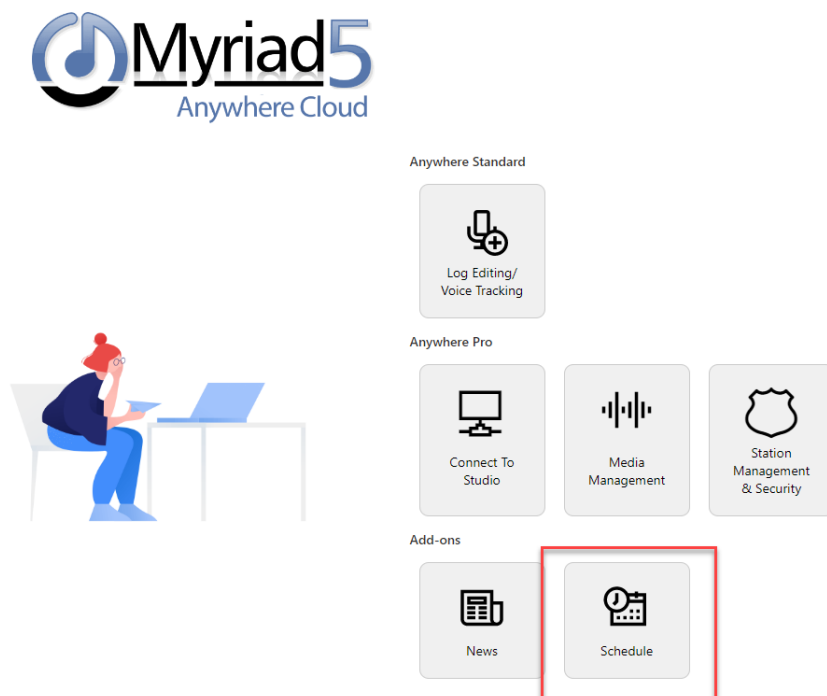 Myriad5
Anywhere Cloud
Anywhere Standard
Log Editing/
Voice Tracking
Anywhere Pro
Connect To
Studio
Media
Management
Station
Management
& Security
Add-ons
News
Schedule